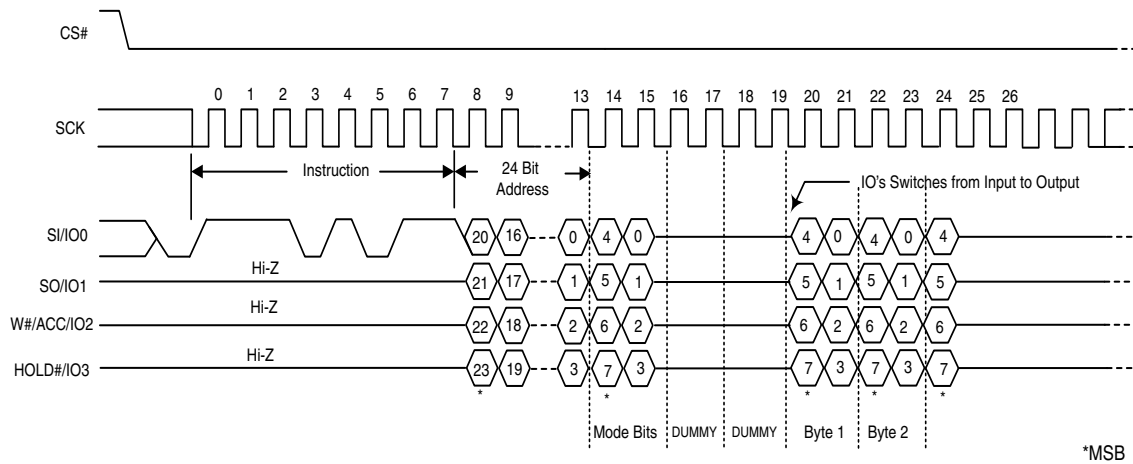 CS#
0 1 2 3 4 5 6 7 8 9 13 14 15 16 17 18 19 20 21 22 23 24 25 26
SCK
Instruction
24 Bit
Address
IO's Switches from Input to Output
SI/IO0 20 16 0 4 0 4 0 4 0 4
Hi-Z
SO/IO1 21 17 1 5 1 5 1 5 1 5
Hi-Z
W#/ACC/IO2 22 18 2 6 2 6 2 6 2 6
Hi-Z
HOLD#/IO3 23 19 3 7 3 7 3 7 3 7
* * * * *
Mode Bits DUMMY DUMMY Byte 1 Byte 2
*MSB